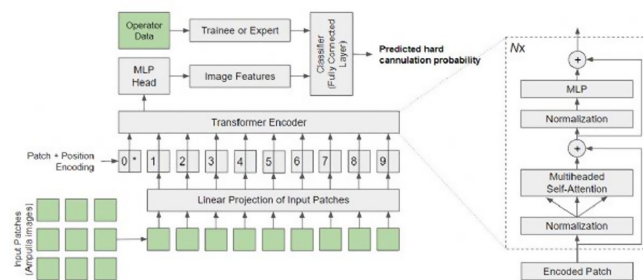 Operator
Data
Trainee or Expert
Classifier
(Fully Connected
Layer)
Predicted hard
cannulation probability
MLP
Head
Image Features
Transformer Encoder
Patch + Position
Encoding
0 * 1 2 3 4 5 6 7 8 9
Linear Projection of Input Patches
Input Patches
(Ampulla images)
Nx
+
MLP
Normalization
+
Multiheaded
Self-Attention
Normalization
Encoded Patch